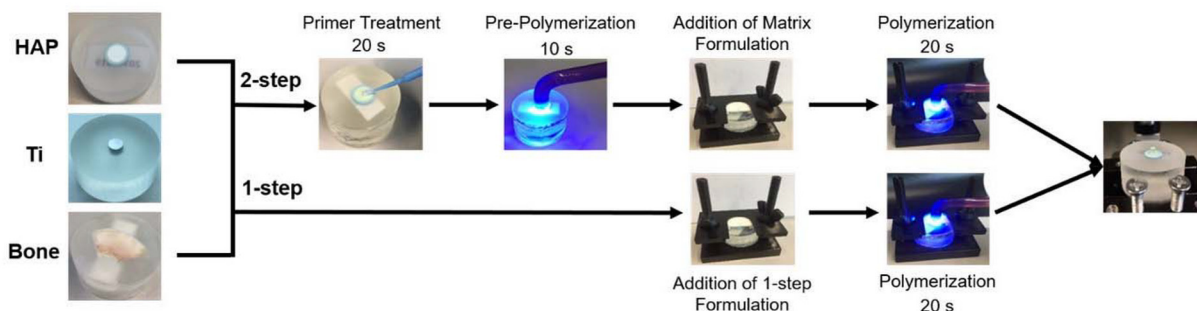 HAP
Ti
Bone
2-step
1-step
Primer Treatment
20 s
Pre-Polymerization
10 s
Addition of Matrix
Formulation
Polymerization
20 s
Addition of 1-step
Formulation
Polymerization
20 s